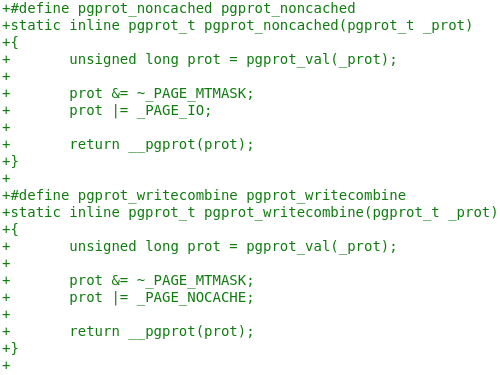 +#define pgprot_noncached pgprot_noncached
+static inline pgprot_t pgprot_noncached(pgprot_t _prot)
+{
+       unsigned long prot = pgprot_val(_prot);
+
+       prot &= ~_PAGE_MTMASK;
+       prot |= _PAGE_IO;
+
+       return __pgprot(prot);
+}
+
+#define pgprot_writecombine pgprot_writecombine
+static inline pgprot_t pgprot_writecombine(pgprot_t _prot)
+{
+       unsigned long prot = pgprot_val(_prot);
+
+       prot &= ~_PAGE_MTMASK;
+       prot |= _PAGE_NOCACHE;
+
+       return __pgprot(prot);
+}
+